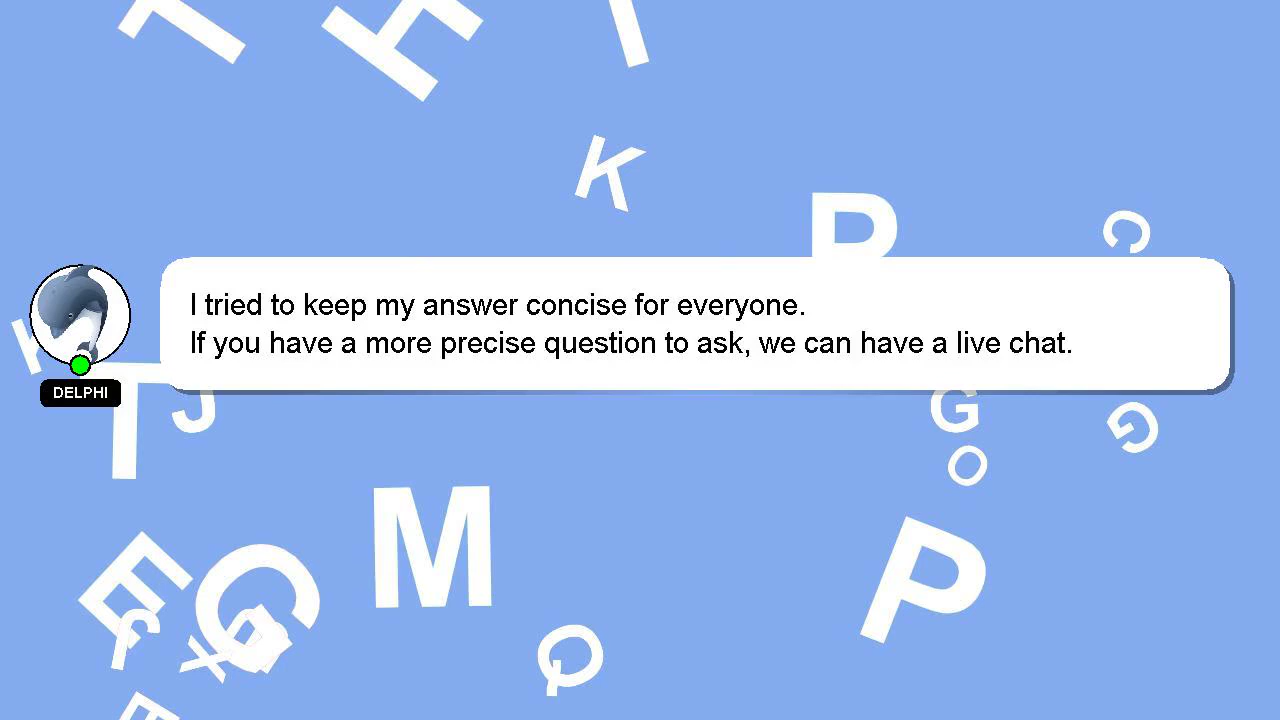 I tried to keep my answer concise for everyone.
If you have a more precise question to ask, we can have a live chat.
DELPHI